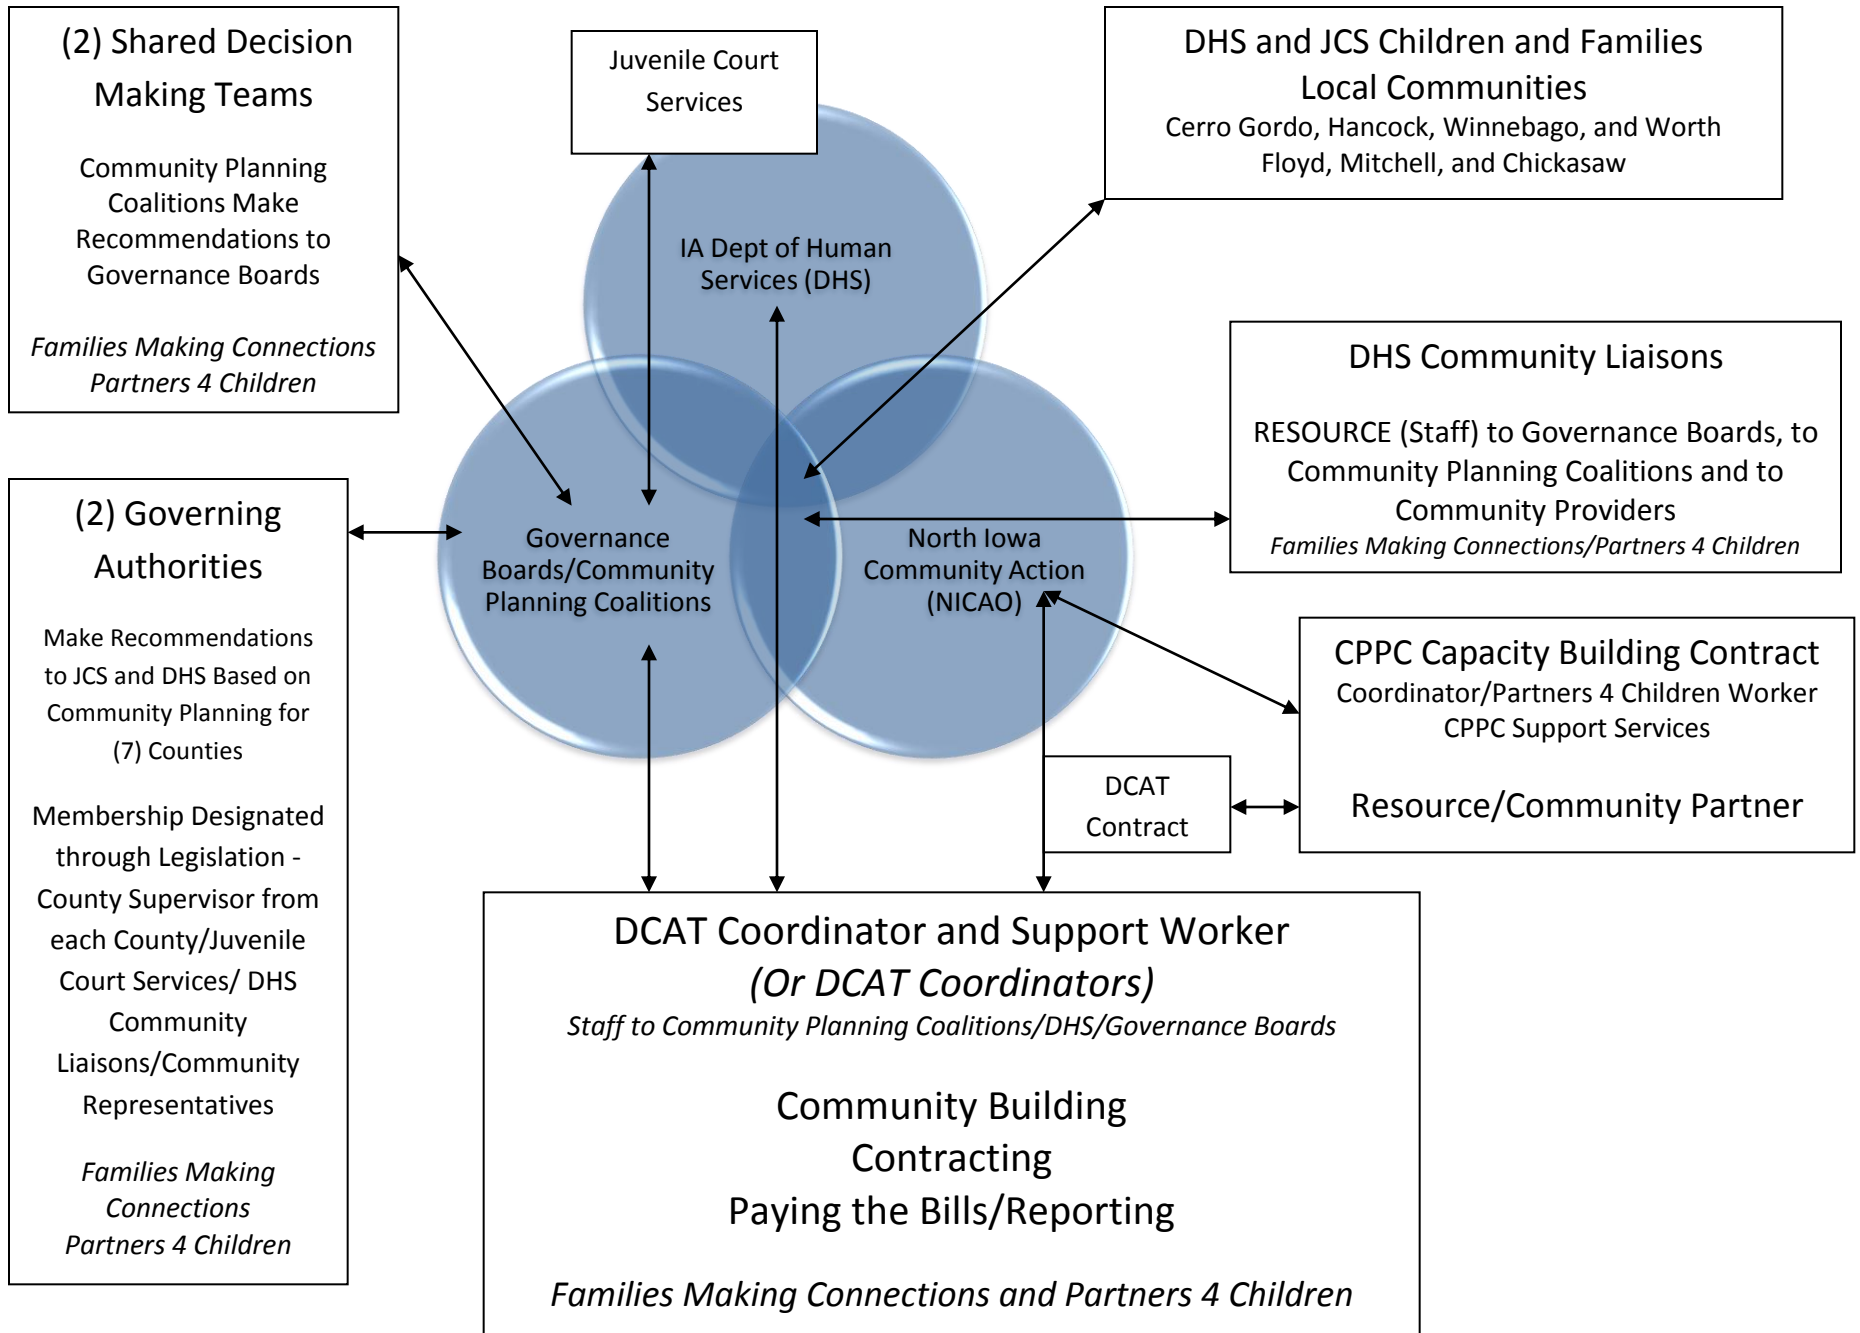 (2) Shared Decision
Making Teams
Community Planning
Coalitions Make
Recommendations to
Governance Boards
Families Making Connections
Partners 4 Children
Juvenile Court
Services
DHS and JCS Children and Families
Local Communities
Cerro Gordo, Hancock, Winnebago, and Worth
Floyd, Mitchell, and Chickasaw
IA Dept of Human
Services (DHS)
DHS Community Liaisons
RESOURCE (Staff) to Governance Boards, to
Community Planning Coalitions and to
Community Providers
Families Making Connections/Partners 4 Children
(2) Governing
Authorities
Make Recommendations
to JCS and DHS Based on
Community Planning for
(7) Counties
Membership Designated
through Legislation -
County Supervisor from
each County/Juvenile
Court Services/ DHS
Community
Liaisons/Community
Representatives
Families Making
Connections
Partners 4 Children
Governance
Boards/Community
Planning Coalitions
North Iowa
Community Action
(NICAO)
CPPC Capacity Building Contract
Coordinator/Partners 4 Children Worker
CPPC Support Services
Resource/Community Partner
DCAT
Contract
DCAT Coordinator and Support Worker
(Or DCAT Coordinators)
Staff to Community Planning Coalitions/DHS/Governance Boards
Community Building
Contracting
Paying the Bills/Reporting
Families Making Connections and Partners 4 Children